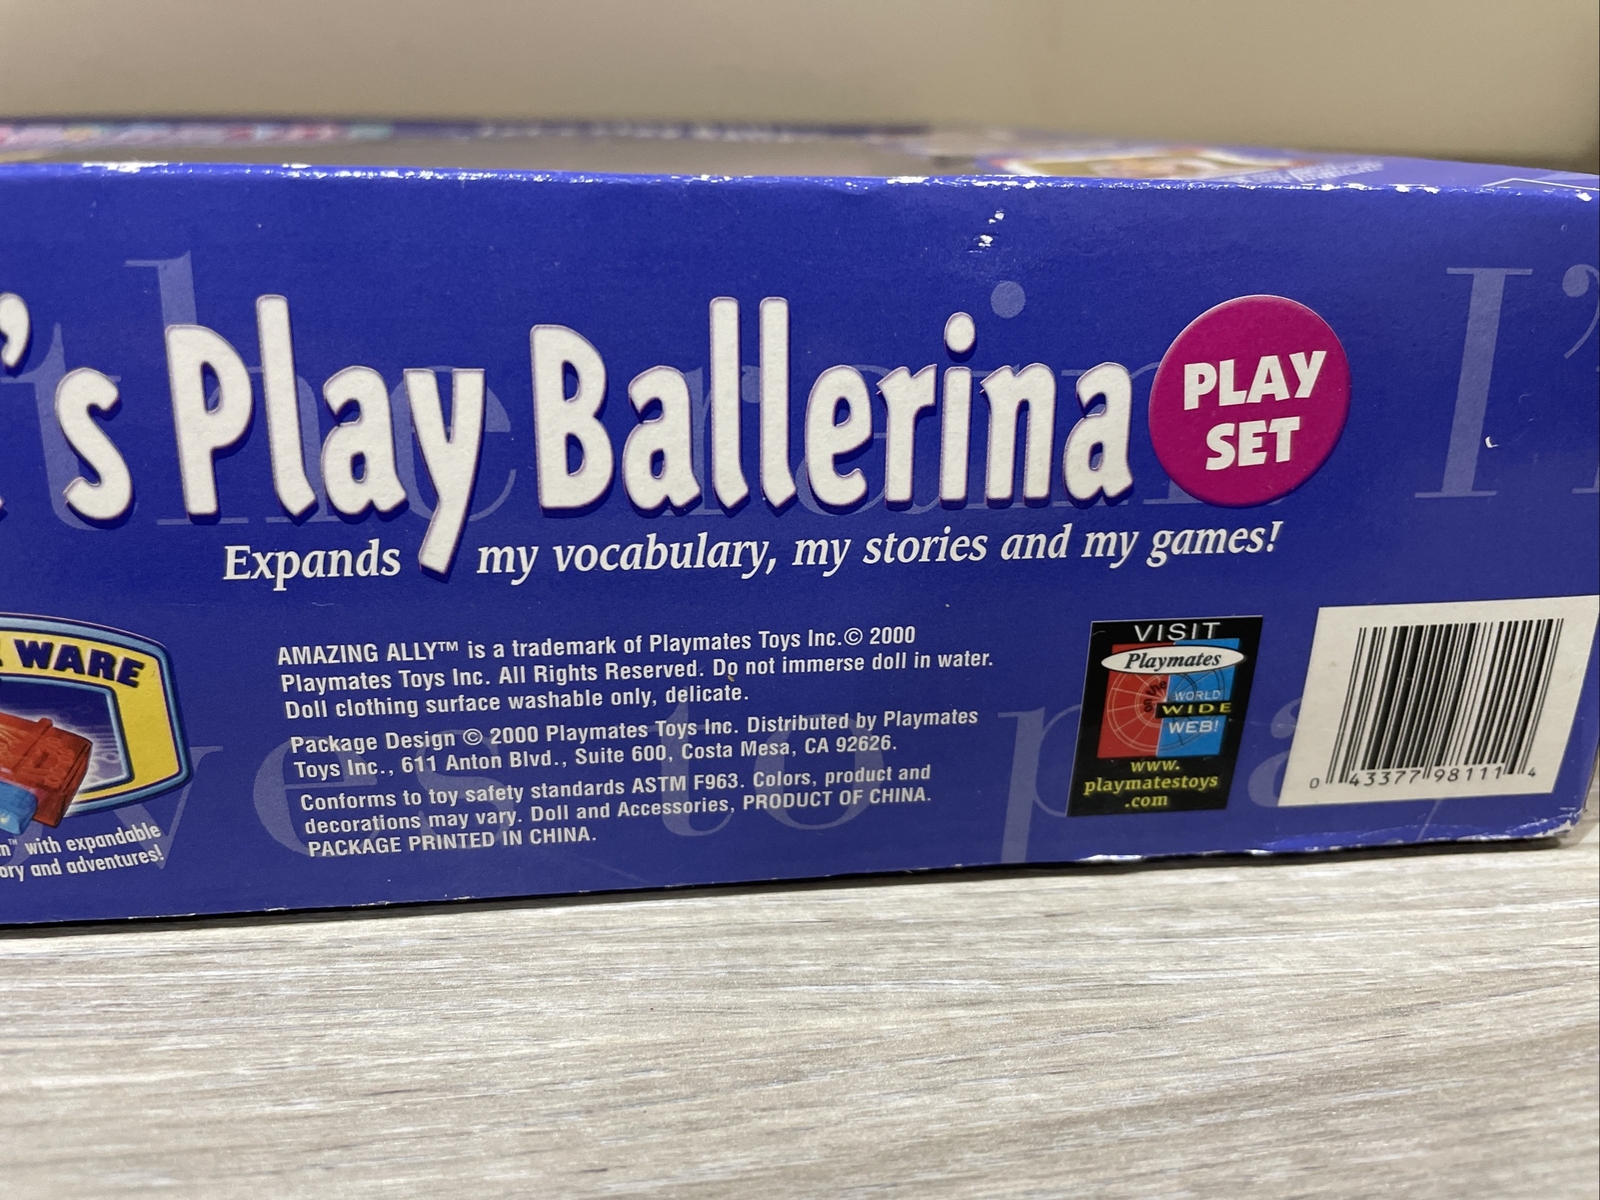 's Play Ballerina
PLAY
SET
Expands my vocabulary, my stories and my games!
WARE
with expandable
ory and adventures!
AMAZING ALLY™ is a trademark of Playmates Toys Inc.© 2000
Playmates Toys Inc. All Rights Reserved. Do not immerse doll in water.
Doll clothing surface washable only, delicate.
Package Design © 2000 Playmates Toys Inc. Distributed by Playmates
Toys Inc., 611 Anton Blvd., Suite 600, Costa Mesa, CA 92626.
Conforms to toy safety standards ASTM F963. Colors, product and
decorations may vary. Doll and Accessories, PRODUCT OF CHINA.
PACKAGE PRINTED IN CHINA.
VISIT
Playmates
WORLD
WIDE
WEB!
www.
playmatestoys
.com
0 43377 98111 4